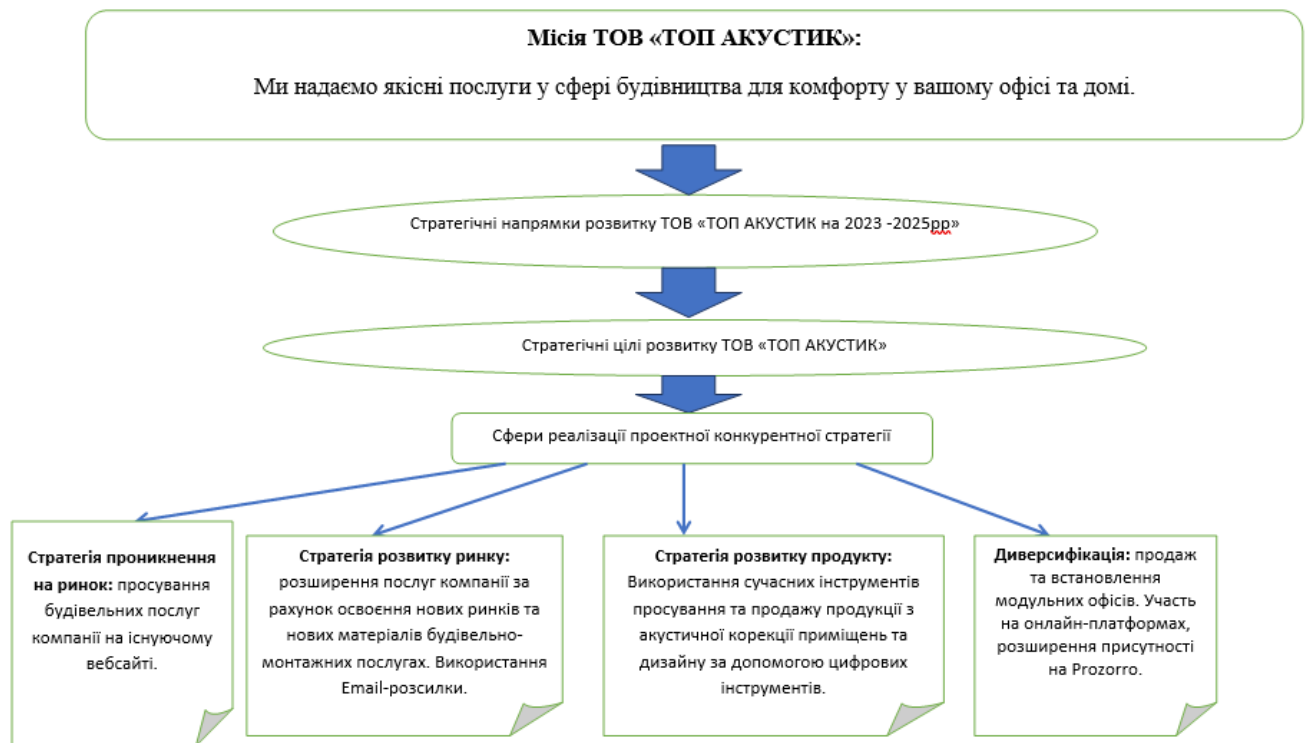 Місія ТОВ «ТОП АКУСТИК»:
Ми надаємо якісні послуги у сфері будівництва для комфорту у вашому офісі та домі.
Стратегічні напрямки розвитку ТОВ «ТОП АКУСТИК на 2023 -2025рр»
Стратегічні цілі розвитку ТОВ «ТОП АКУСТИК»
Сфери реалізації проектної конкурентної стратегії
Стратегія проникнення
на ринок: просування
будівельних послуг
компанії на існуючому
вебсайті.
Стратегія розвитку ринку:
розширення послуг компанії за
рахунок освоєння нових ринків та
нових матеріалів будівельно-
монтажних послугах. Використання
Email-розсилки.
Стратегія розвитку продукту:
Використання сучасних інструментів
просування та продажу продукції з
акустичної корекції приміщень та
дизайну за допомогою цифрових
інструментів.
Диверсифікація: продаж
та встановлення
модульних офісів. Участь
на онлайн-платформах,
розширення присутності
на Prozorro.